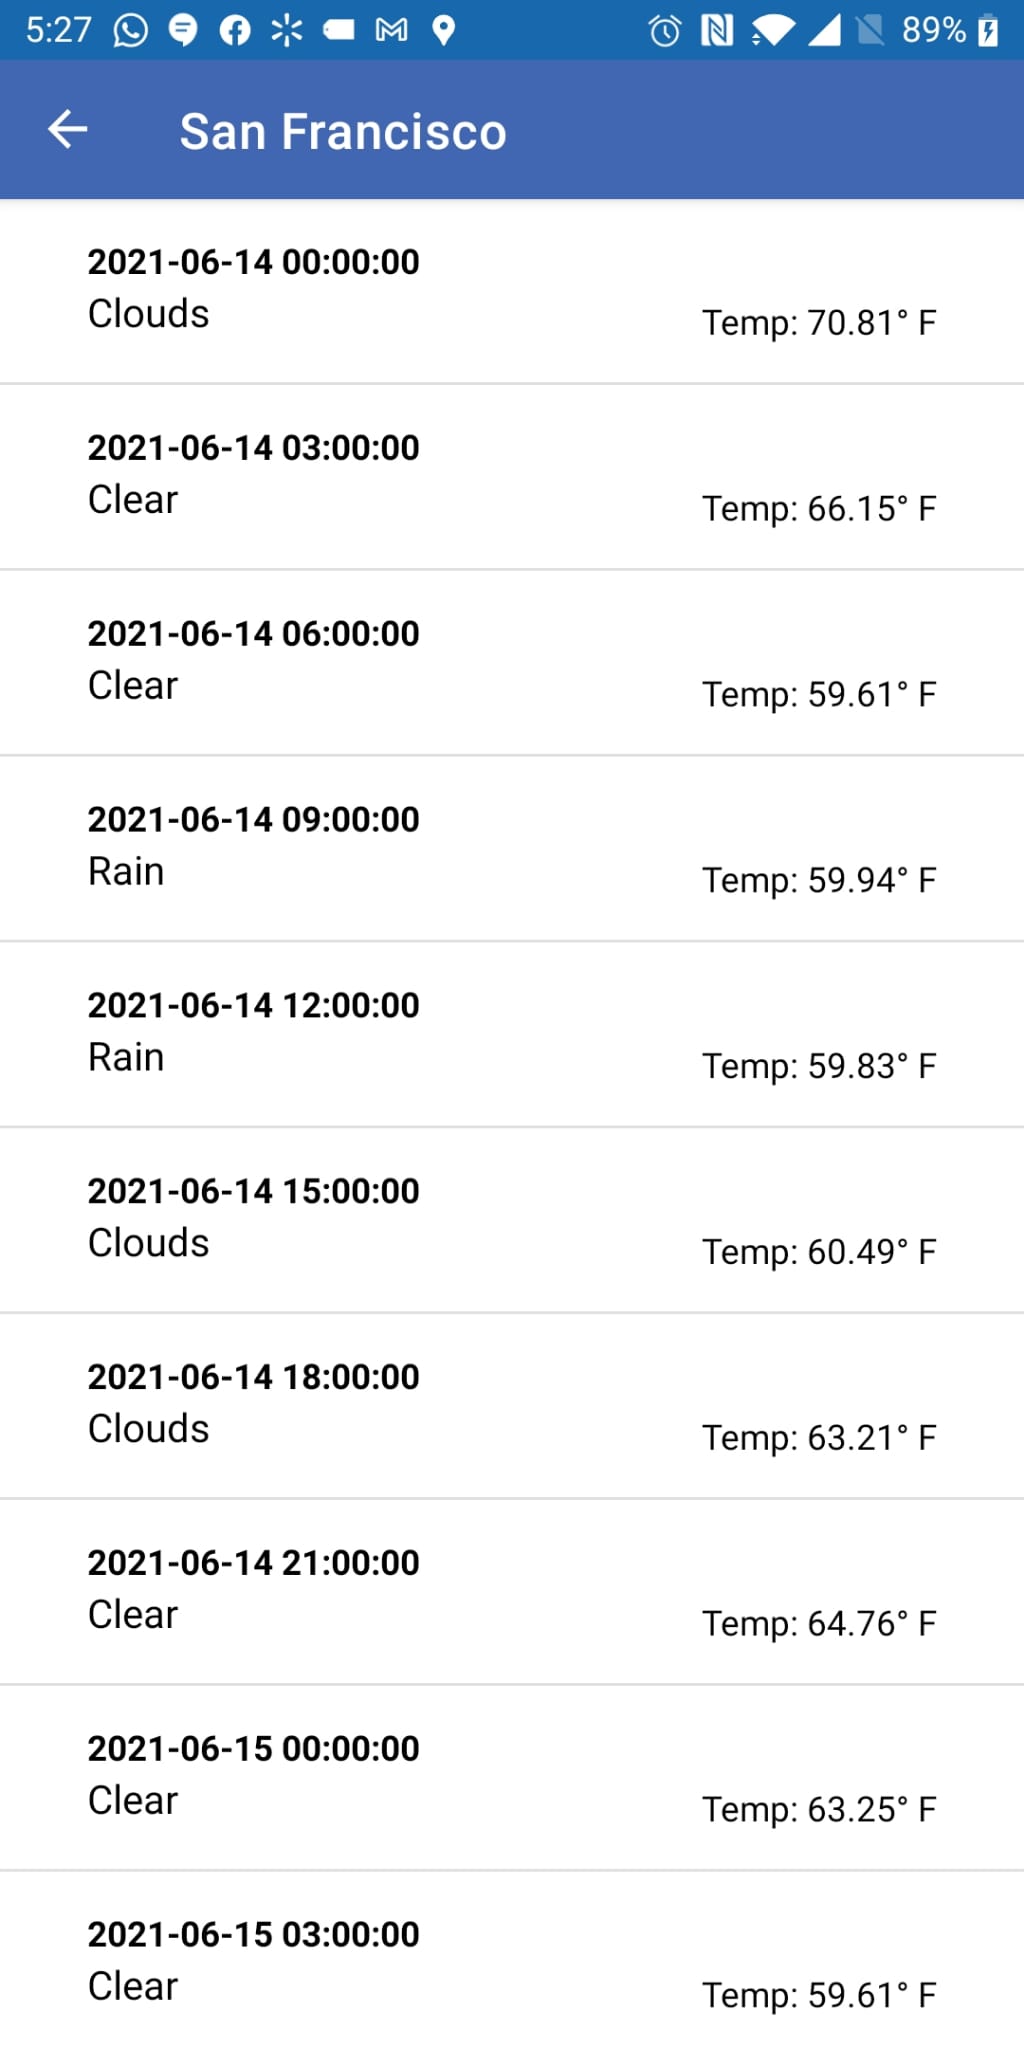 5:27 89%
San Francisco
2021-06-14 00:00:00
Clouds
Temp: 70.81° F
2021-06-14 03:00:00
Clear
Temp: 66.15° F
2021-06-14 06:00:00
Clear
Temp: 59.61° F
2021-06-14 09:00:00
Rain
Temp: 59.94° F
2021-06-14 12:00:00
Rain
Temp: 59.83° F
2021-06-14 15:00:00
Clouds
Temp: 60.49° F
2021-06-14 18:00:00
Clouds
Temp: 63.21° F
2021-06-14 21:00:00
Clear
Temp: 64.76° F
2021-06-15 00:00:00
Clear
Temp: 63.25° F
2021-06-15 03:00:00
Clear
Temp: 59.61° F